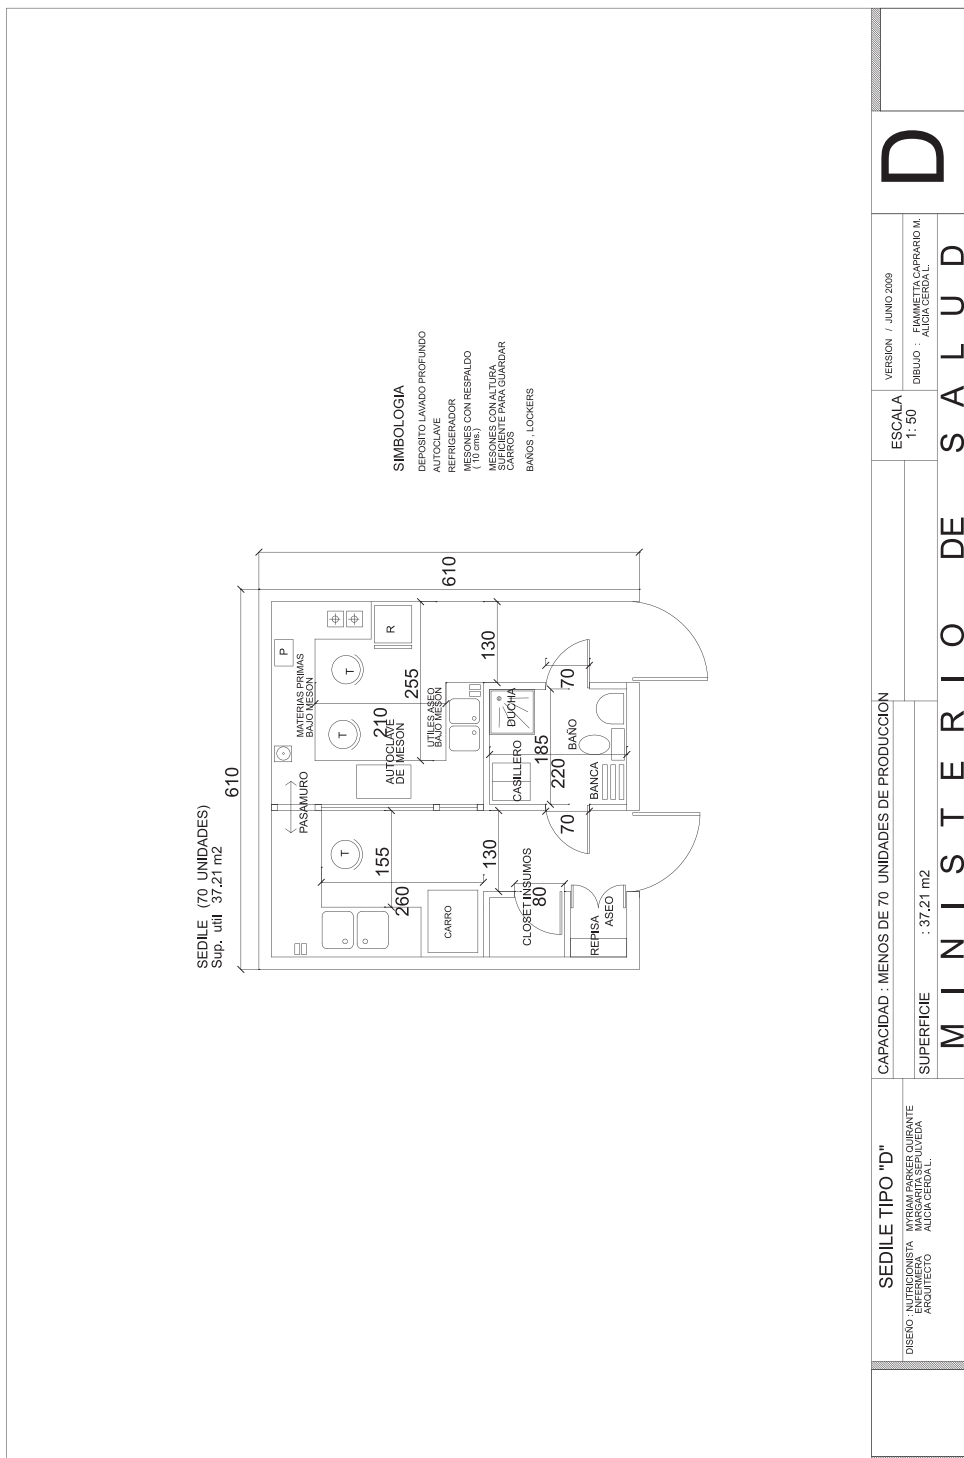 SEDILE (70 UNIDADES)
Sup. util 37.21 m2
610
610
MATERIAS PRIMAS
BAJO MESON
P
PASAMURO
T
T
T
R
210
255
AUTOCLAVE
DE MESON
UTILES ASEO
BAJO MESON
155
260
CARRO
130
130
DUCHA
CASILLERO
185
220
BAÑO
BANCA
70
70
CLOSET INSUMOS
80
REPISA
ASEO
SIMBOLOGIA
DEPOSITO LAVADO PROFUNDO
AUTOCLAVE
REFRIGERADOR
MESONES CON RESPALDO
( 10 cms.)
MESONES CON ALTURA
SUFICIENTE PARA GUARDAR
CARROS
BAÑOS , LOCKERS
SEDILE TIPO "D"
DISEÑO : NUTRICIONISTA MYRIAM PARKER QUIRANTE
ENFERMERA MARGARITA SEPULVEDA
ARQUITECTO ALICIA CERDA L.
CAPACIDAD : MENOS DE 70 UNIDADES DE PRODUCCION
SUPERFICIE : 37.21 m2
ESCALA
1: 50
VERSION / JUNIO 2009
DIBUJO : FIAMMETTA CAPRARIO M.
ALICIA CERDA L.
D
MINISTERIO DE SALUD